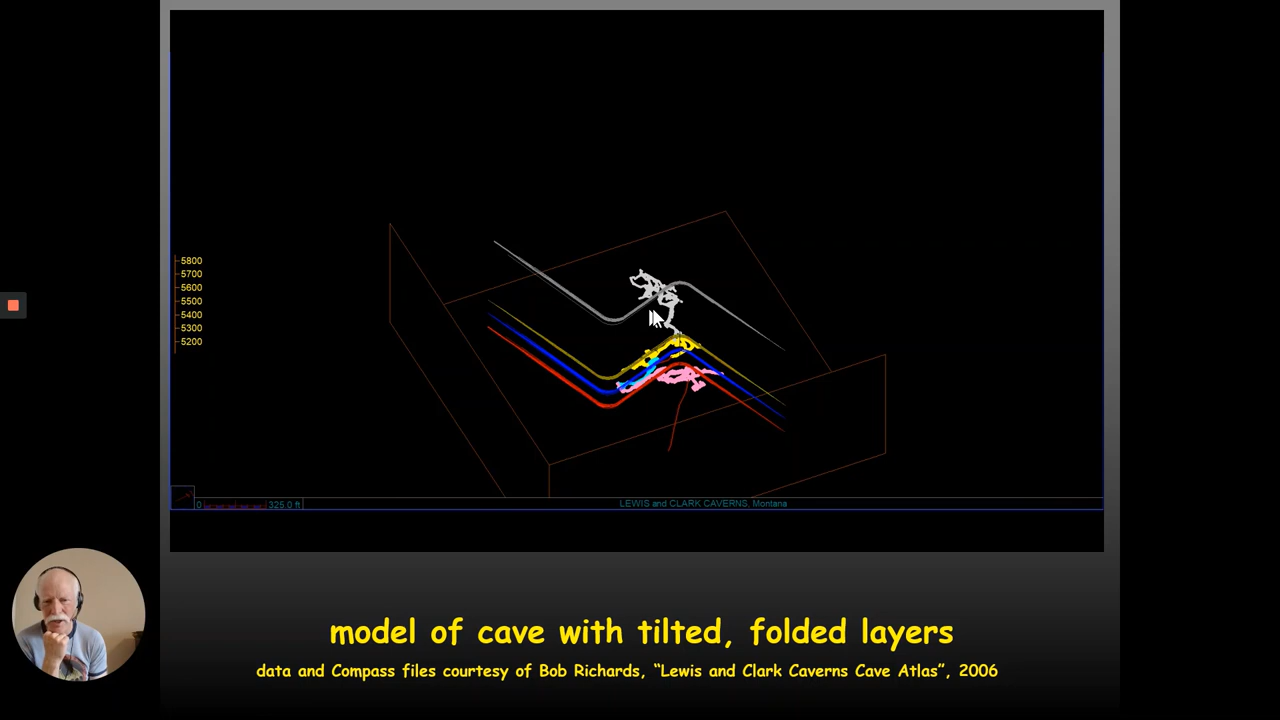 5800
5700
5600
5500
5400
5300
5200
0
325.0 ft
LEWIS and CLARK CAVERNS, Montana
model of cave with tilted, folded layers
data and Compass files courtesy of Bob Richards, “Lewis and Clark Caverns Cave Atlas”, 2006